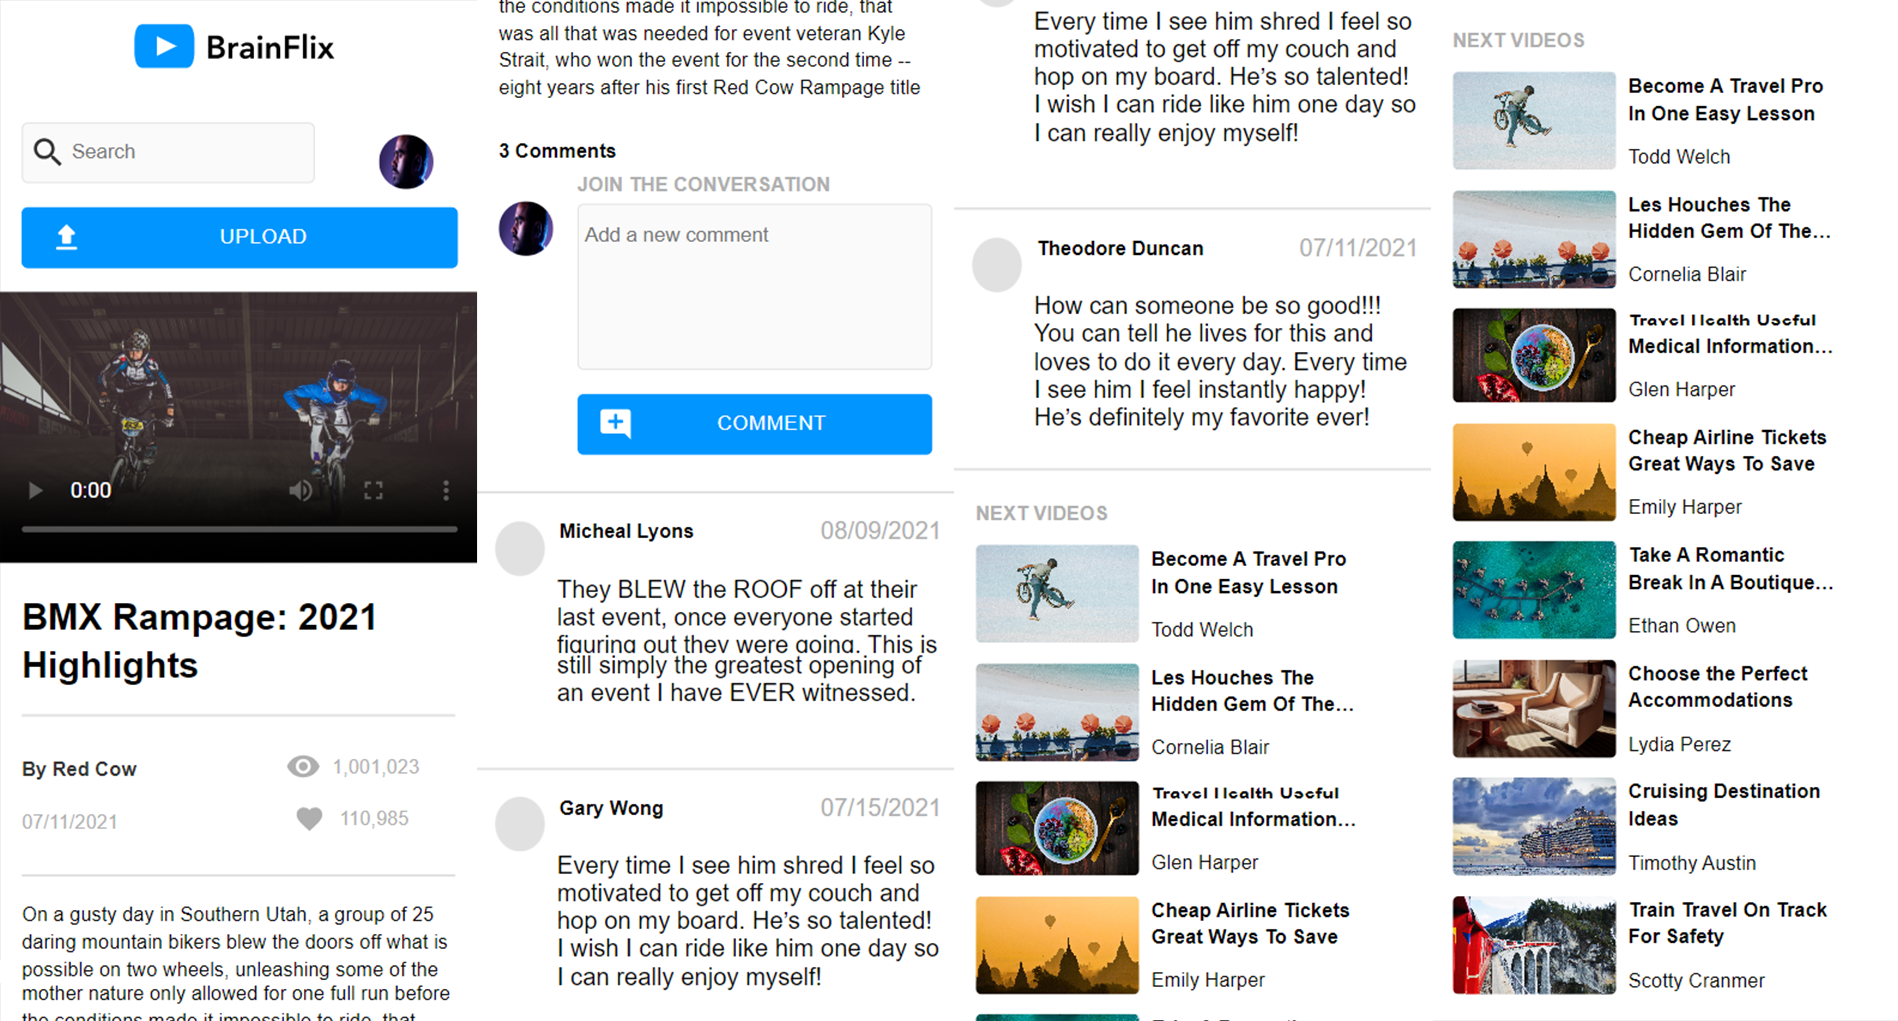 BrainFlix
Search
UPLOAD
0:00
BMX Rampage: 2021
Highlights
By Red Cow
1,001,023
07/11/2021
110,985
On a gusty day in Southern Utah, a group of 25
daring mountain bikers blew the doors off what is
possible on two wheels, unleashing some of the
mother nature only allowed for one full run before
the conditions made it impossible to ride, that
the conditions made it impossible to ride, that
was all that was needed for event veteran Kyle
Strait, who won the event for the second time --
eight years after his first Red Cow Rampage title
3 Comments
JOIN THE CONVERSATION
Add a new comment
COMMENT
Micheal Lyons
08/09/2021
They BLEW the ROOF off at their
last event, once everyone started
figuring out they were going. This is
still simply the greatest opening of
an event I have EVER witnessed.
Gary Wong
07/15/2021
Every time I see him shred I feel so
motivated to get off my couch and
hop on my board. He’s so talented!
I wish I can ride like him one day so
I can really enjoy myself!
Every time I see him shred I feel so
motivated to get off my couch and
hop on my board. He’s so talented!
I wish I can ride like him one day so
I can really enjoy myself!
Theodore Duncan
07/11/2021
How can someone be so good!!!
You can tell he lives for this and
loves to do it every day. Every time
I see him I feel instantly happy!
He’s definitely my favorite ever!
NEXT VIDEOS
Become A Travel Pro
In One Easy Lesson
Todd Welch
Les Houches The
Hidden Gem Of The...
Cornelia Blair
Travel Health Useful
Medical Information...
Glen Harper
Cheap Airline Tickets
Great Ways To Save
Emily Harper
NEXT VIDEOS
Become A Travel Pro
In One Easy Lesson
Todd Welch
Les Houches The
Hidden Gem Of The...
Cornelia Blair
Travel Health Useful
Medical Information...
Glen Harper
Cheap Airline Tickets
Great Ways To Save
Emily Harper
Take A Romantic
Break In A Boutique...
Ethan Owen
Choose the Perfect
Accommodations
Lydia Perez
Cruising Destination
Ideas
Timothy Austin
Train Travel On Track
For Safety
Scotty Cranmer